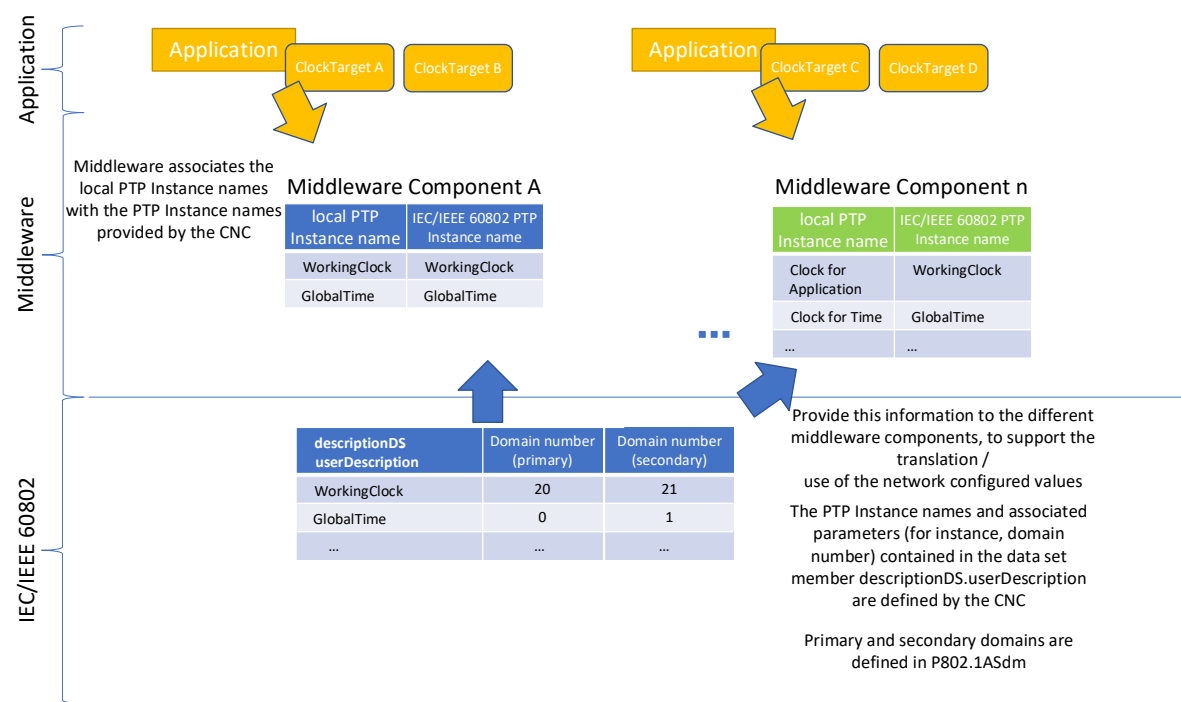 Application
Application
ClockTarget A
ClockTarget B
Application
ClockTarget C
ClockTarget D
Middleware
Middleware associates the
local PTP Instance names
with the PTP Instance names
provided by the CNC
Middleware Component A
local PTP Instance name
IEC/IEEE 60802 PTP Instance name
WorkingClock
WorkingClock
GlobalTime
GlobalTime
...
Middleware Component n
local PTP Instance name
IEC/IEEE 60802 PTP Instance name
Clock for Application
WorkingClock
Clock for Time
GlobalTime
...
...
IEC/IEEE 60802
descriptionDS userDescription
Domain number (primary)
Domain number (secondary)
WorkingClock
20
21
GlobalTime
0
1
...
...
...
Provide this information to the different
middleware components, to support the
translation /
use of the network configured values
The PTP Instance names and associated
parameters (for instance, domain
number) contained in the data set
member descriptionDS.userDescription
are defined by the CNC
Primary and secondary domains are
defined in P802.1ASdm